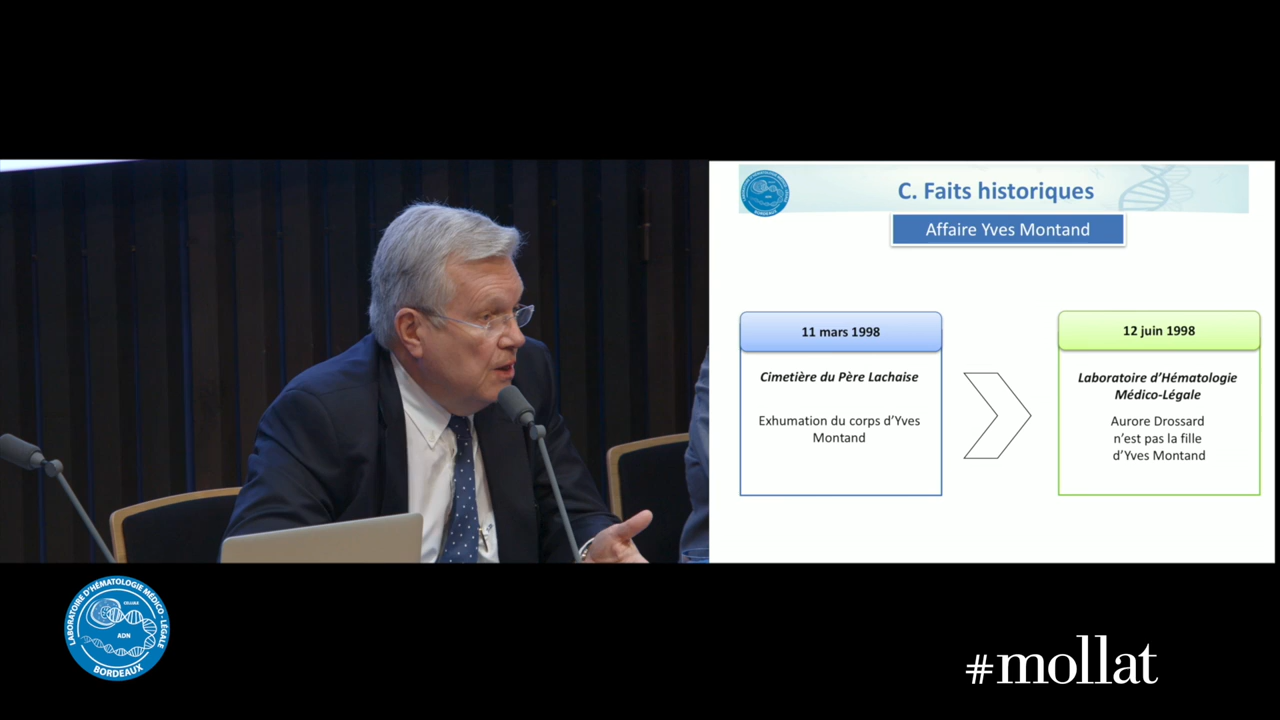 C. Faits historiques
Affaire Yves Montand
11 mars 1998
Cimetière du Père Lachaise
Exhumation du corps d'Yves
Montand
12 juin 1998
Laboratoire d'Hématologie
Médico-Légale
Aurore Drossard
n'est pas la fille
d'Yves Montand
BORDEAUX
LABORATOIRE D'HÉMATOLOGIE MÉDICO-LÉGALE
ADN
BORDEAUX
#mollat